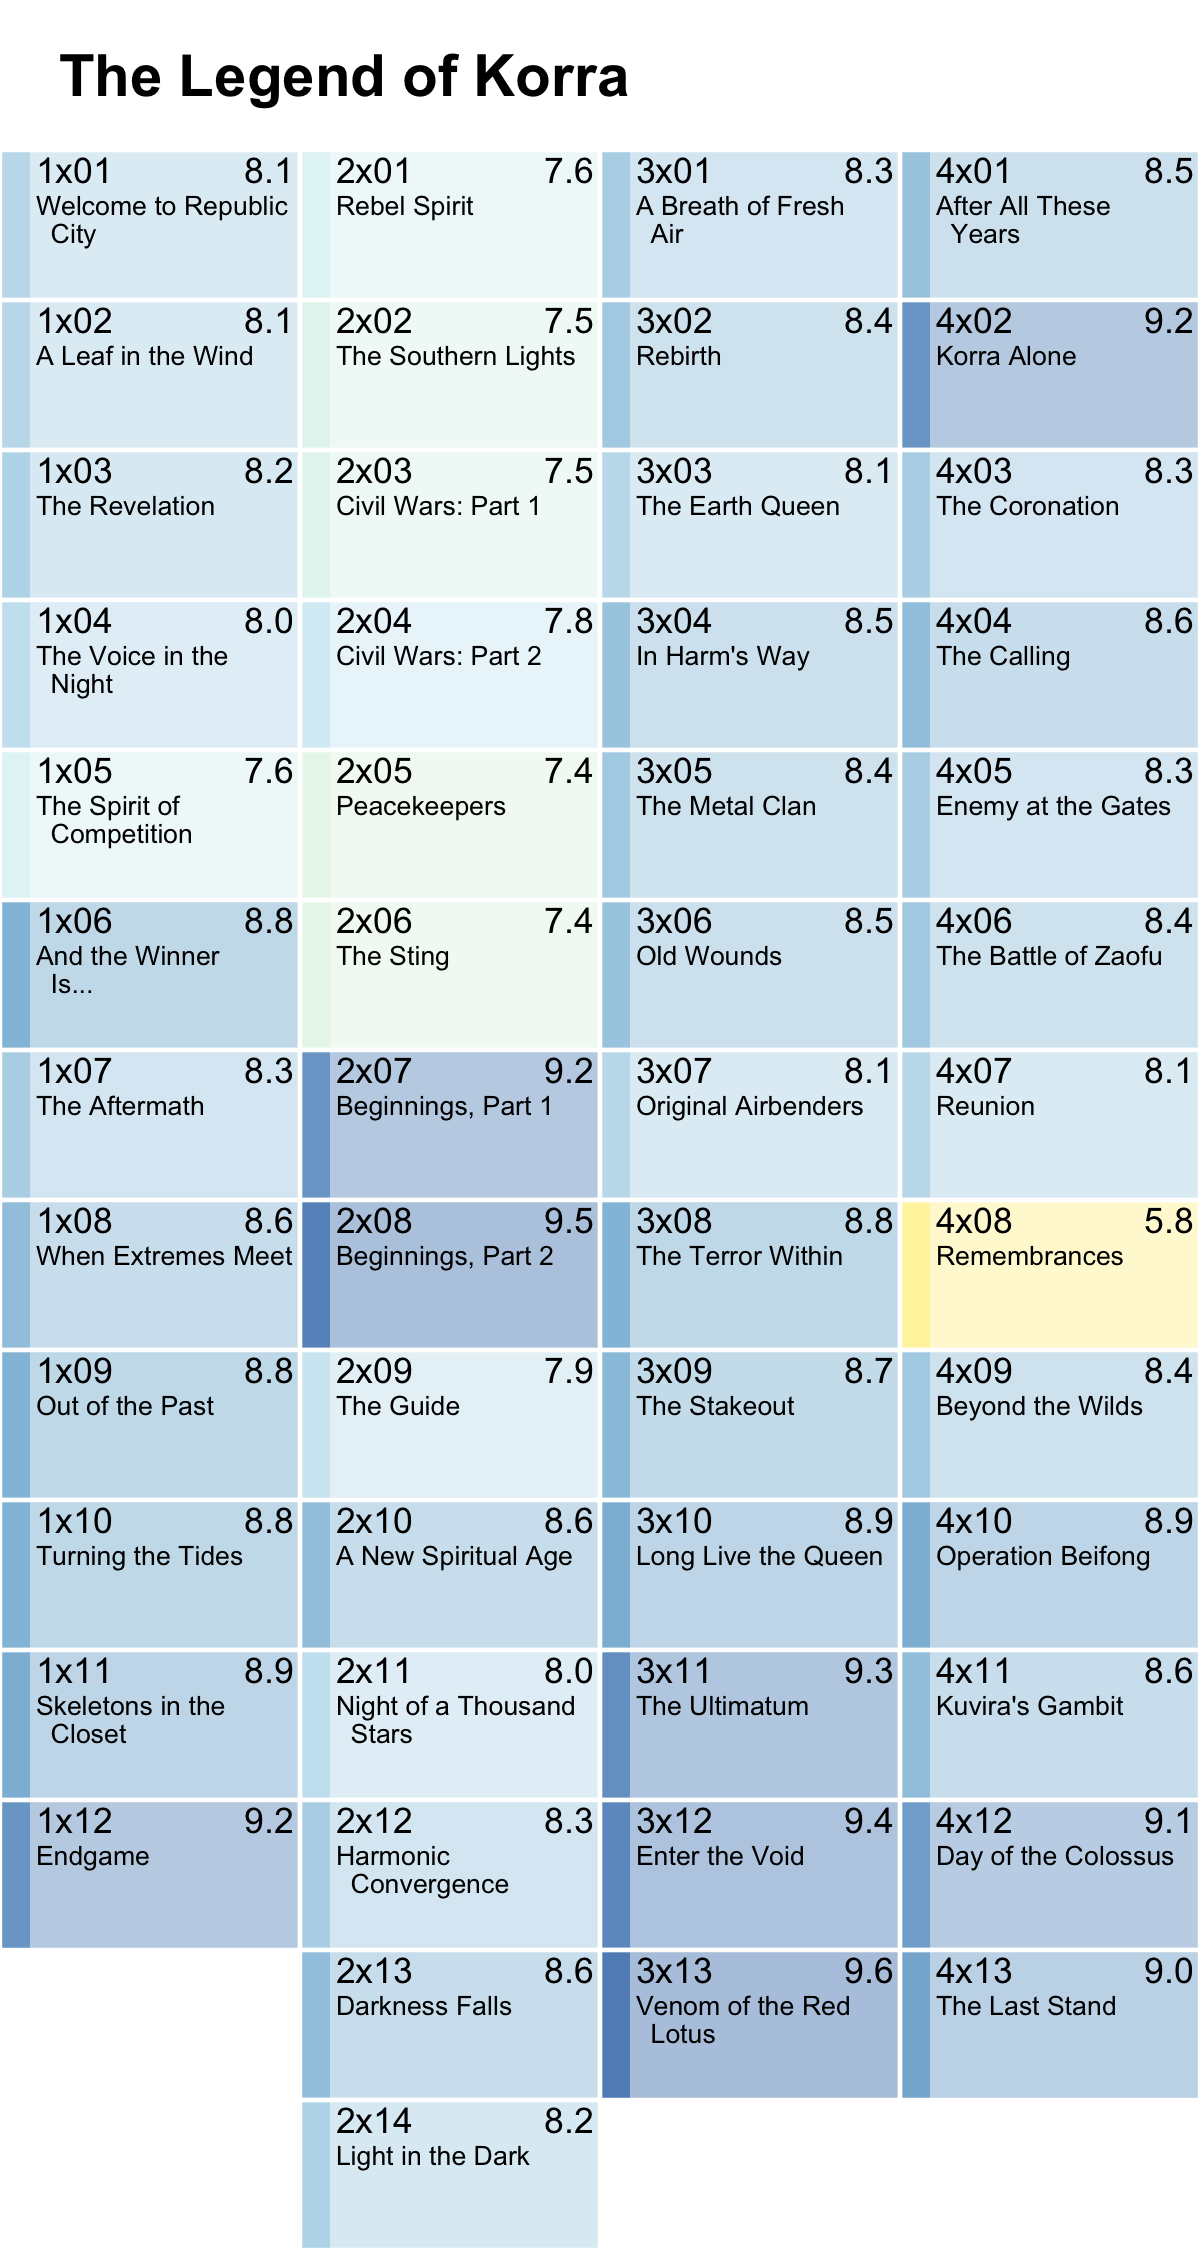 The Legend of Korra
1x01 8.1
Welcome to Republic
City
1x02 8.1
A Leaf in the Wind
1x03 8.2
The Revelation
1x04 8.0
The Voice in the
Night
1x05 7.6
The Spirit of
Competition
1x06 8.8
And the Winner
Is...
1x07 8.3
The Aftermath
1x08 8.6
When Extremes Meet
1x09 8.8
Out of the Past
1x10 8.8
Turning the Tides
1x11 8.9
Skeletons in the
Closet
1x12 9.2
Endgame
2x01 7.6
Rebel Spirit
2x02 7.5
The Southern Lights
2x03 7.5
Civil Wars: Part 1
2x04 7.8
Civil Wars: Part 2
2x05 7.4
Peacekeepers
2x06 7.4
The Sting
2x07 9.2
Beginnings, Part 1
2x08 9.5
Beginnings, Part 2
2x09 7.9
The Guide
2x10 8.6
A New Spiritual Age
2x11 8.0
Night of a Thousand
Stars
2x12 8.3
Harmonic
Convergence
2x13 8.6
Darkness Falls
2x14 8.2
Light in the Dark
3x01 8.3
A Breath of Fresh
Air
3x02 8.4
Rebirth
3x03 8.1
The Earth Queen
3x04 8.5
In Harm's Way
3x05 8.4
The Metal Clan
3x06 8.5
Old Wounds
3x07 8.1
Original Airbenders
3x08 8.8
The Terror Within
3x09 8.7
The Stakeout
3x10 8.9
Long Live the Queen
3x11 9.3
The Ultimatum
3x12 9.4
Enter the Void
3x13 9.6
Venom of the Red
Lotus
4x01 8.5
After All These
Years
4x02 9.2
Korra Alone
4x03 8.3
The Coronation
4x04 8.6
The Calling
4x05 8.3
Enemy at the Gates
4x06 8.4
The Battle of Zaofu
4x07 8.1
Reunion
4x08 5.8
Remembrances
4x09 8.4
Beyond the Wilds
4x10 8.9
Operation Beifong
4x11 8.6
Kuvira's Gambit
4x12 9.1
Day of the Colossus
4x13 9.0
The Last Stand